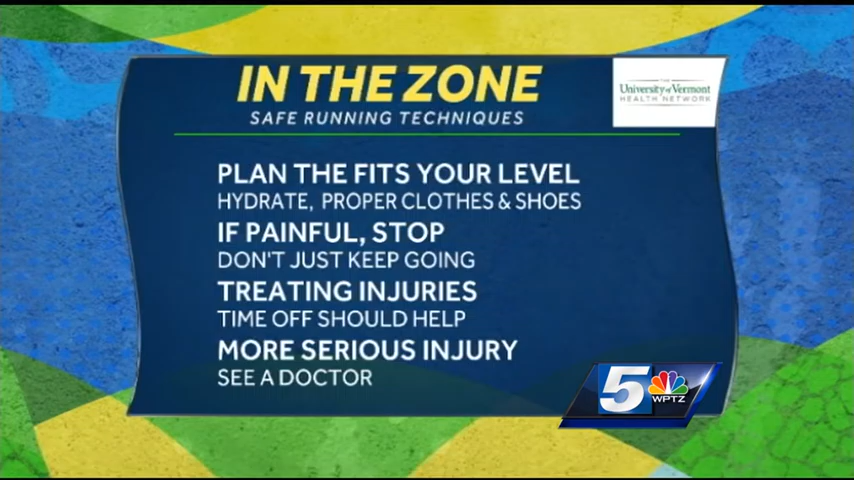 IN THE ZONE
SAFE RUNNING TECHNIQUES
THE
University of Vermont
HEALTH NETWORK
PLAN THE FITS YOUR LEVEL
HYDRATE, PROPER CLOTHES & SHOES
IF PAINFUL, STOP
DON'T JUST KEEP GOING
TREATING INJURIES
TIME OFF SHOULD HELP
MORE SERIOUS INJURY
SEE A DOCTOR
5
WPTZ